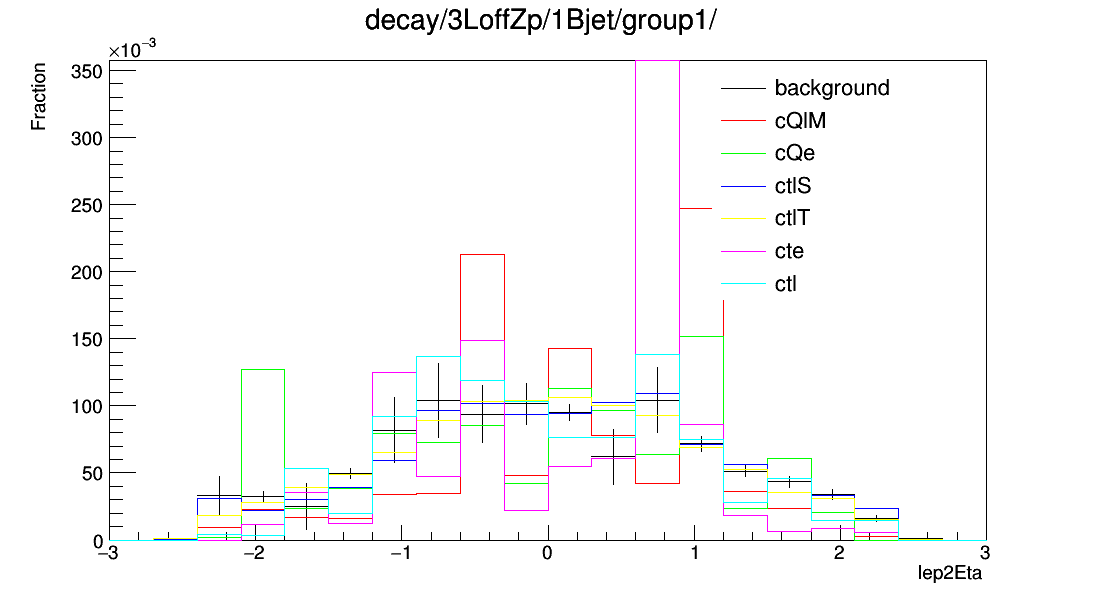 decay/3LoffZp/1Bjet/group1/
×10⁻³
Fraction
350
300
250
200
150
100
50
0
background
cQlM
cQe
ctlS
ctlT
cte
ctl
−3 −2 −1 0 1 2 3
lep2Eta